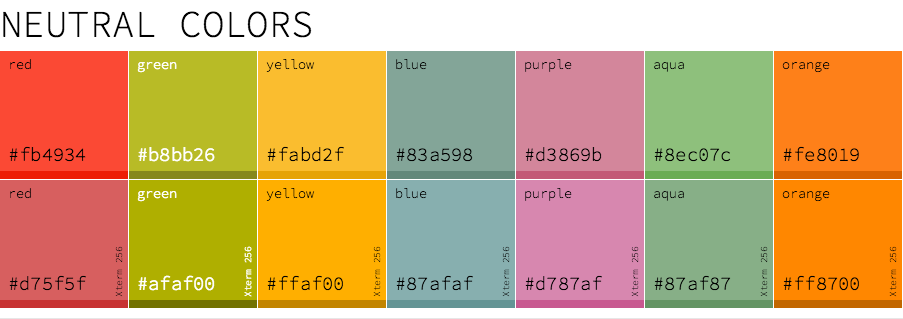 NEUTRAL COLORS
red green yellow blue purple aqua orange
#fb4934 #b8bb26 #fabd2f #83a598 #d3869b #8ec07c #fe8019
red green yellow blue purple aqua orange
Xterm 256 Xterm 256 Xterm 256 Xterm 256 Xterm 256 Xterm 256 Xterm 256
#d75f5f #afaf00 #ffaf00 #87afaf #d787af #87af87 #ff8700